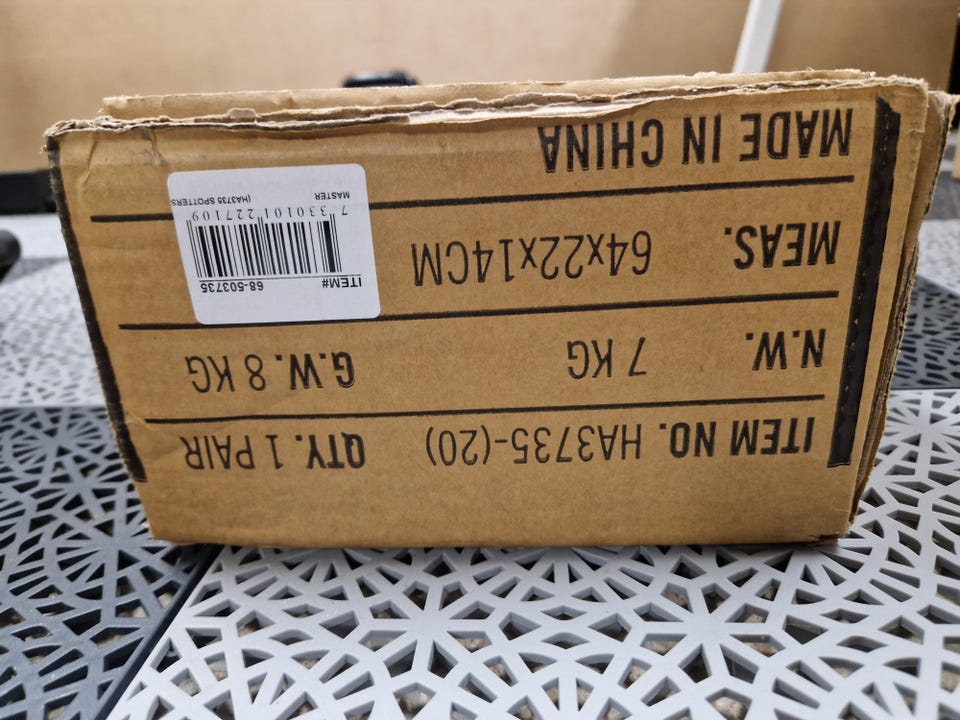 ITEM NO. HA3735-(20) QTY. 1 PAIR
N.W. 7 KG G.W. 8 KG
MEAS. 64x22x14CM
MADE IN CHINA
ITEM# 68-503735
7 330101 227109
MASTER (HA3735 SPOTTERS